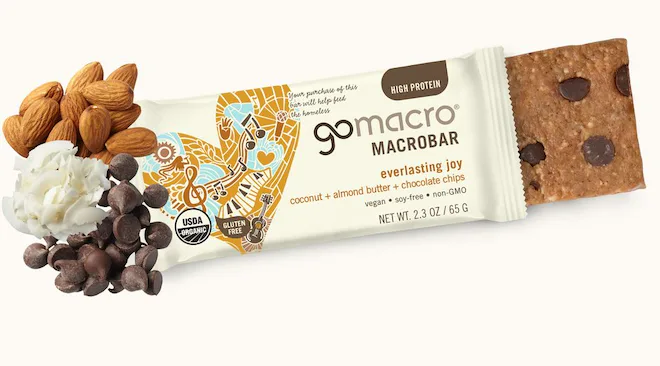 Your purchase of this
bar will help feed
the homeless
HIGH PROTEIN
gomacro®
MACROBAR
everlasting joy
coconut + almond butter + chocolate chips
vegan • soy-free • non-GMO
NET WT. 2.3 OZ / 65 G
USDA
ORGANIC
GLUTEN
FREE